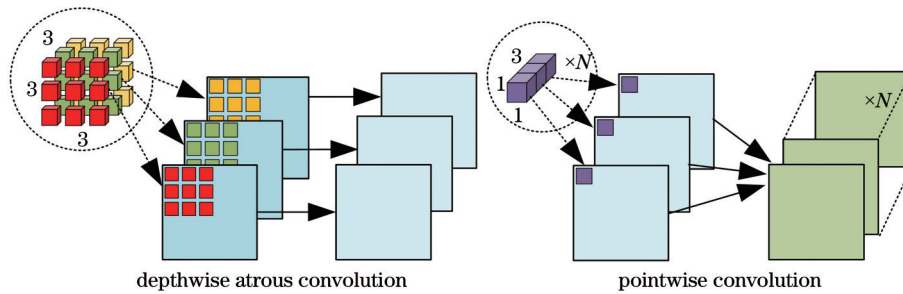 3
3
3
3
×N
1
1
×N
depthwise atrous convolution
pointwise convolution